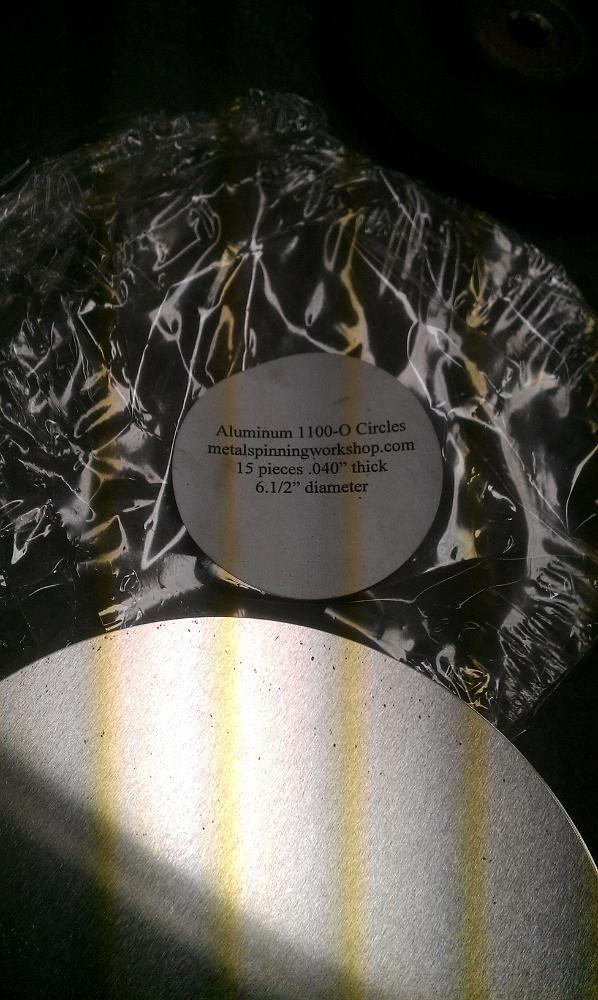 Aluminum 1100-O Circles
metalspinningworkshop.com
15 pieces .040” thick
6.1/2” diameter